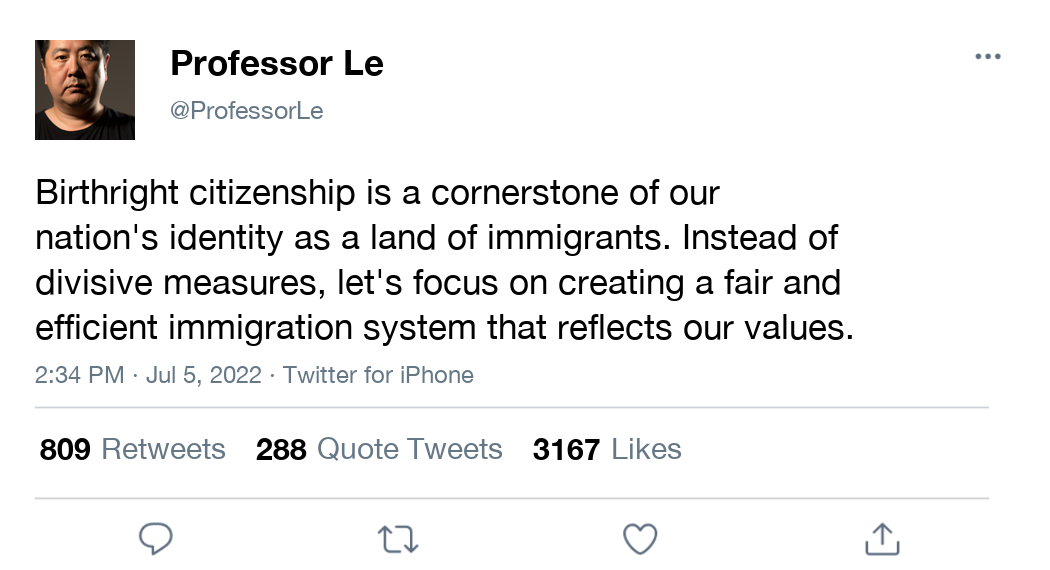 Professor Le
@ProfessorLe
Birthright citizenship is a cornerstone of our
nation's identity as a land of immigrants. Instead of
divisive measures, let's focus on creating a fair and
efficient immigration system that reflects our values.
2:34 PM · Jul 5, 2022 · Twitter for iPhone
809 Retweets 288 Quote Tweets 3167 Likes